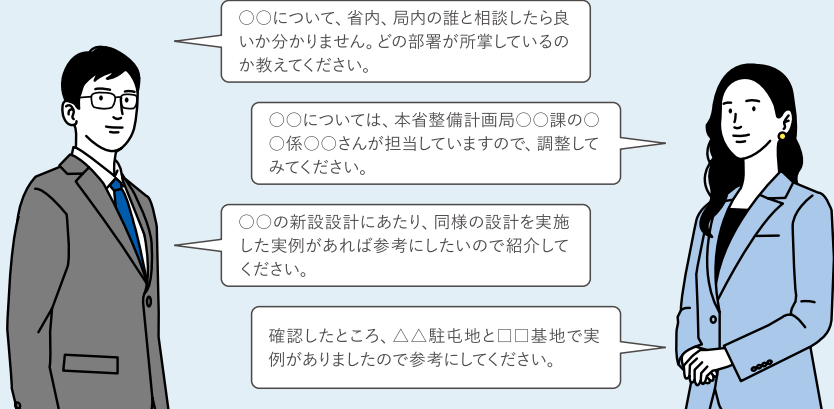 ○○について、省内、局内の誰と相談したら良
いか分かりません。どの部署が所掌しているの
か教えてください。
○○については、本省整備計画局○○課の○
○係○○さんが担当していますので、調整して
みてください。
○○の新設設計にあたり、同様の設計を実施
した実例があれば参考にしたいので紹介して
ください。
確認したところ、△△駐屯地と□□基地で実
例がありましたので参考にしてください。